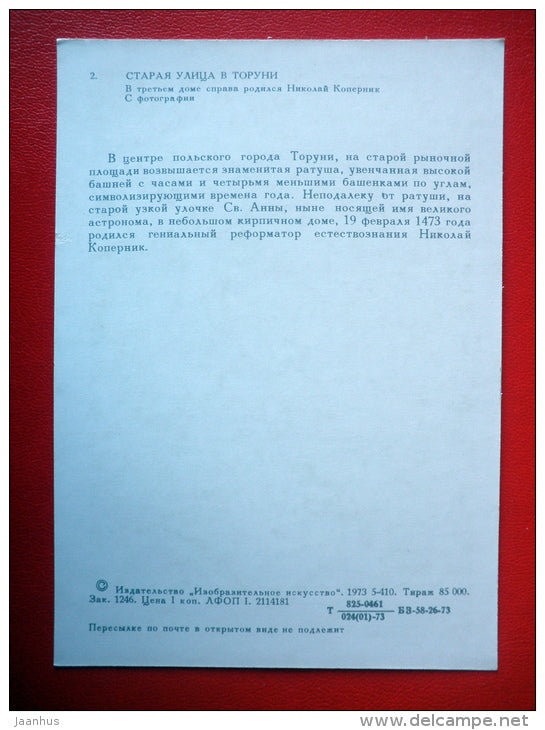 2. СТАРАЯ УЛИЦА В ТОРУНИ
В третьем доме справа родился Николай Коперник
С фотографии
В центре польского города Торуни, на старой рыночной
площади возвышается знаменитая ратуша, увенчанная высокой
башней с часами и четырьмя меньшими башенками по углам,
символизирующими времена года. Неподалеку от ратуши, на
старой узкой улочке Св. Анны, ныне носящей имя великого
астронома, в небольшом кирпичном доме, 19 февраля 1473 года
родился гениальный реформатор естествознания Николай
Коперник.
© Издательство „Изобразительное искусство". 1973 5-410. Тираж 85 000.
Зак. 1246. Цена 1 коп. АФОП I. 2114181
Т 825-0461 / 024(01)-73 БЗ-58-26-73
Пересылке по почте в открытом виде не подлежит
jaanhus
www.delcampe.net